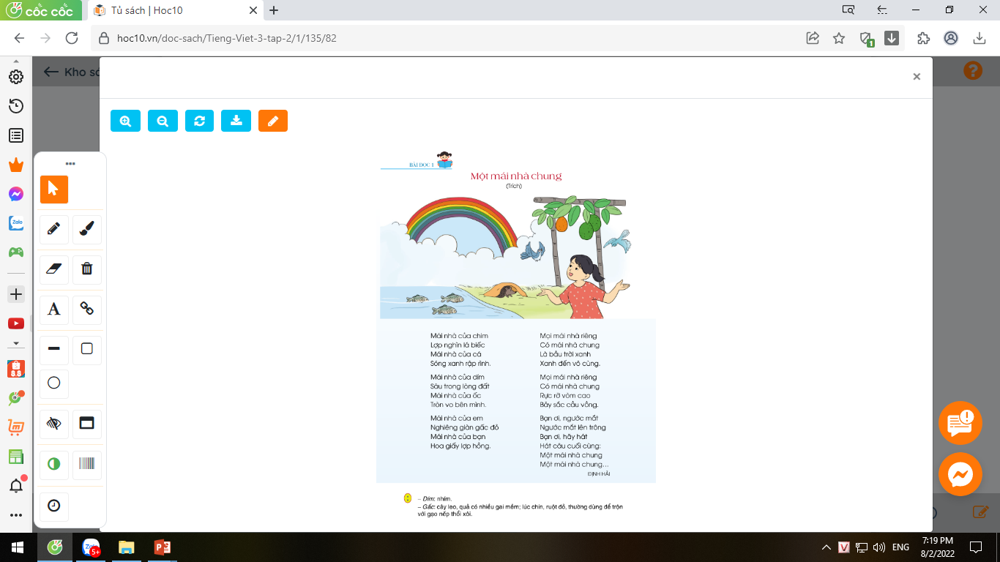 cốc cốc
Tủ sách | Hoc10
hoc10.vn/doc-sach/Tieng-Viet-3-tap-2/1/135/82
1
Kho sá
BÀI ĐỌC 1
Một mái nhà chung
(Trích)
Mái nhà của chim
Lợp nghìn lá biếc
Mái nhà của cá
Sóng xanh rập rình.
Mái nhà của dím
Sâu trong lòng đất
Mái nhà của ốc
Tròn vo bên mình.
Mái nhà của em
Nghiêng giàn gấc đỏ
Mái nhà của bạn
Hoa giấy lợp hồng.
Mọi mái nhà riêng
Có mái nhà chung
Là bầu trời xanh
Xanh đến vô cùng.
Mọi mái nhà riêng
Có mái nhà chung
Rực rỡ vòm cao
Bảy sắc cầu vồng.
Bạn ơi, ngước mắt
Ngước mắt lên trông
Bạn ơi, hãy hát
Hát câu cuối cùng:
Một mái nhà chung
Một mái nhà chung...
ĐỊNH HẢI
– Dím: nhím.
– Gấc: cây leo, quả có nhiều gai mềm; lúc chín, ruột đỏ, thường dùng để trộn
với gạo nếp thổi xôi.
Zalo
8.8
A
Zalo
5+
ENG
7:19 PM
8/2/2022